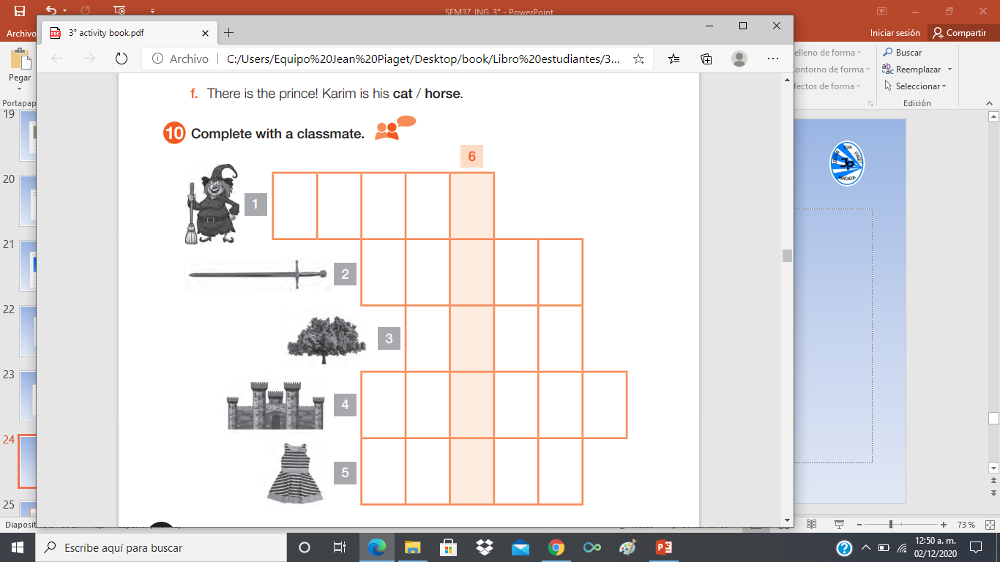 SEM37_ING_3° - PowerPoint
Archivo
Iniciar sesión
Compartir
3° activity book.pdf
Archivo
C:/Users/Equipo%20Jean%20Piaget/Desktop/book/Libro%20estudiantes/3...
Pegar
Portapap
elleno de forma
ontorno de forma
fectos de forma
Buscar
Reemplazar
Seleccionar
Edición
f. There is the prince! Karim is his cat / horse.
10 Complete with a classmate.
6
1
2
3
4
5
19
20
21
22
23
24
25
JEAN PIAGET
JP
73 %
Escribe aquí para buscar
12:50 a. m.
02/12/2020